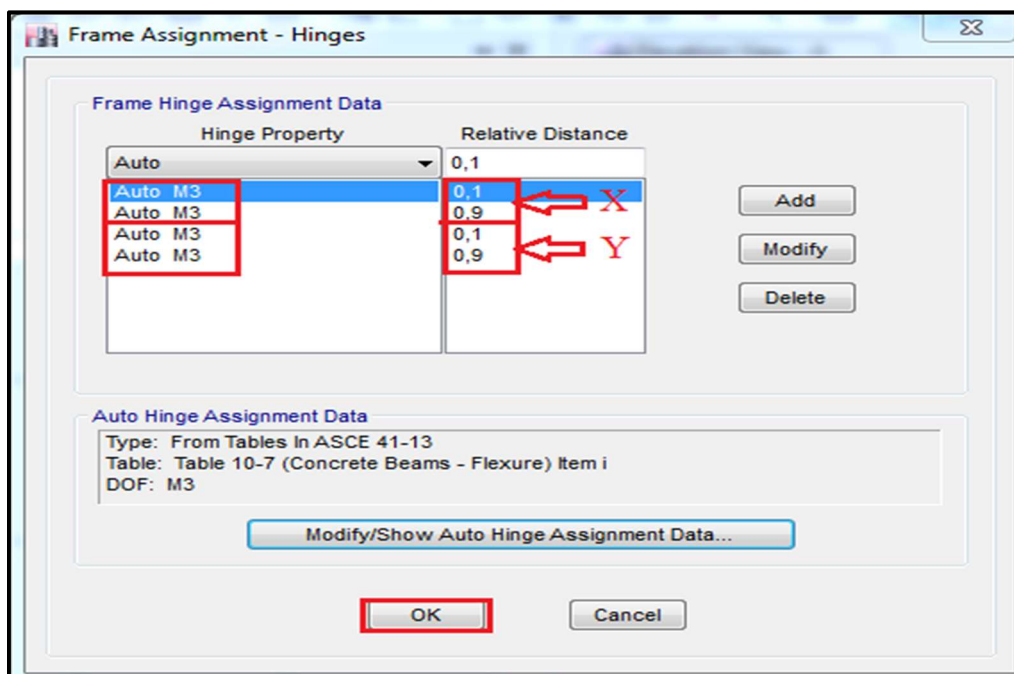 Frame Assignment - Hinges
Frame Hinge Assignment Data
Hinge Property Relative Distance
Auto 0,1
Auto M3 0,1
Auto M3 0,9
X
Auto M3 0,1
Auto M3 0,9
Y
Add
Modify
Delete
Auto Hinge Assignment Data
Type: From Tables In ASCE 41-13
Table: Table 10-7 (Concrete Beams - Flexure) Item i
DOF: M3
Modify/Show Auto Hinge Assignment Data...
OK Cancel